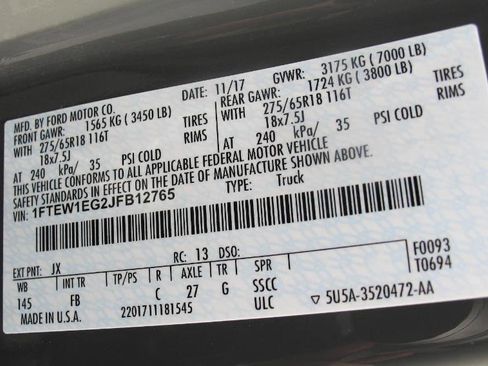 MFD. BY FORD MOTOR CO. DATE: 11/17 GVWR: 3175 KG ( 7000 LB)
FRONT GAWR: 1565 KG ( 3450 LB) REAR GAWR: 1724 KG ( 3800 LB)
WITH 275/65R18 116T TIRES WITH 275/65R18 116T TIRES
18x7.5J RIMS 18x7.5J RIMS
AT 240 kPa/ 35 PSI COLD AT 240 kPa/ 35 PSI COLD
THIS VEHICLE CONFORMS TO ALL APPLICABLE FEDERAL MOTOR VEHICLE
SAFETY STANDARDS IN EFFECT ON THE DATE OF MANUFACTURE SHOWN ABOVE.
VIN: 1FTEW1EG2JFB12765 TYPE: Truck
EXT PNT: JX RC: 13 DSO: F0093
WB INT TR TP/PS R AXLE TR SPR T0694
145 FB C 27 G SSCC
MADE IN U.S.A. 2201711181545 ULC ▽ 5U5A-3520472-AA